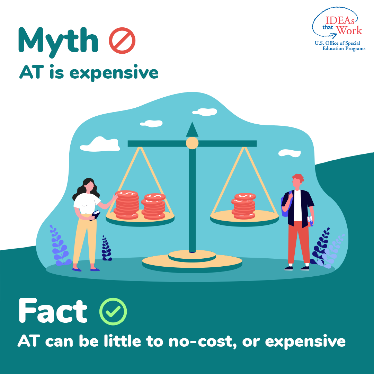 Myth
AT is expensive
IDEAs
that Work
U.S. Office of Special
Education Programs
Fact
AT can be little to no-cost, or expensive